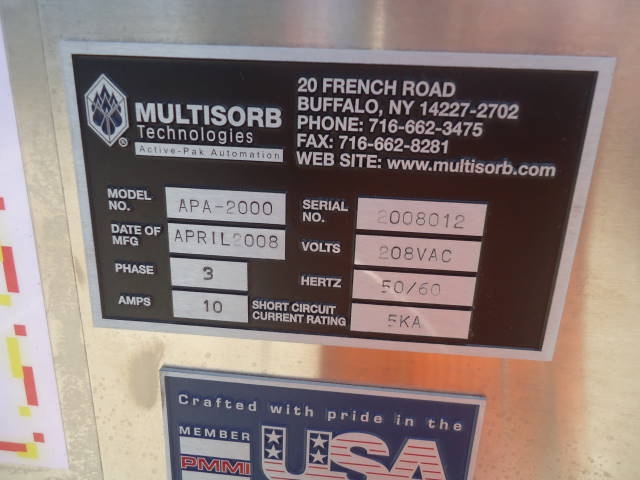 MULTISORB
Technologies
®
Active-Pak Automation
20 FRENCH ROAD
BUFFALO, NY 14227-2702
PHONE: 716-662-3475
FAX: 716-662-8281
WEB SITE: www.multisorb.com
MODEL NO. APA-2000
SERIAL NO. 2008012
DATE OF MFG APRIL2008
VOLTS 208VAC
PHASE 3
HERTZ 50/60
AMPS 10
SHORT CIRCUIT CURRENT RATING 5KA
Crafted with pride in the
MEMBER
PMMI
USA